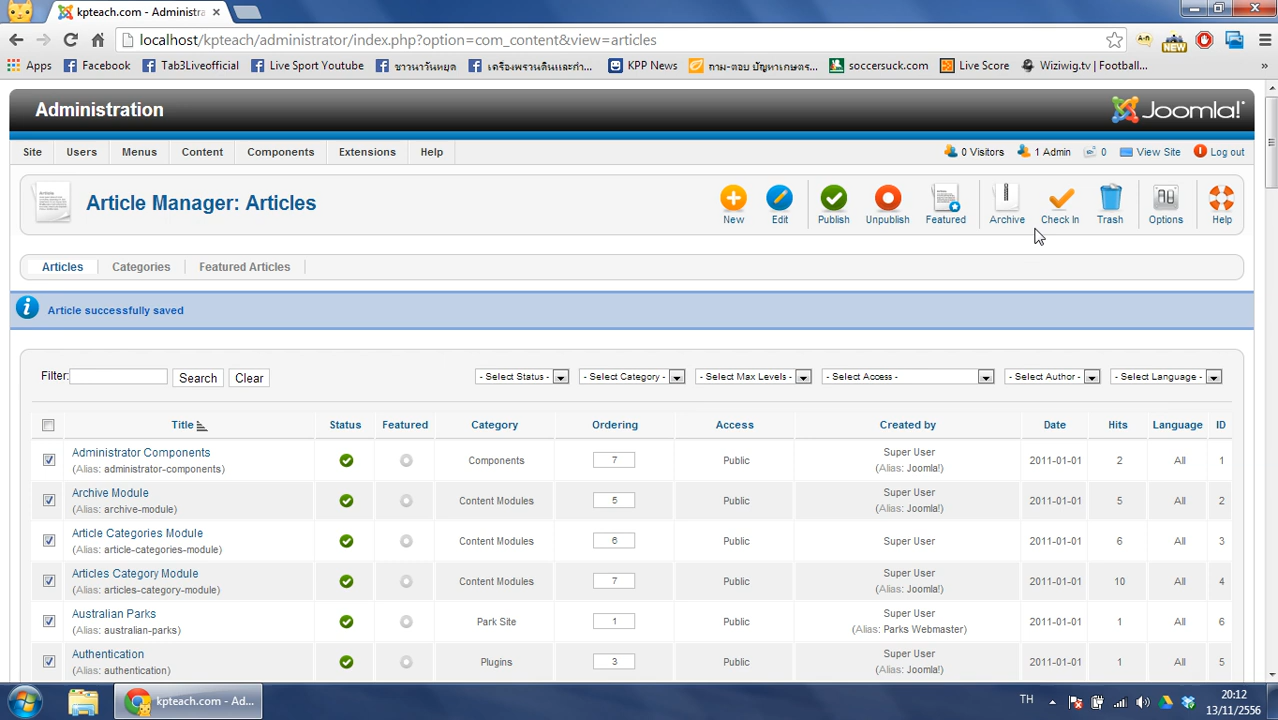 kpteach.com - Administra
localhost/kpteach/administrator/index.php?option=com_content&view=articles
Apps Facebook Tab3Liveofficial Live Sport Youtube ชาวนาวันหยุด เครื่องพรวนดินและกำ... KPP News ถาม-ตอบ ปัญหาเกษตร... soccersuck.com Live Score Wiziwig.tv | Football... »
NEW
Administration
Joomla!
Site Users Menus Content Components Extensions Help 0 Visitors 1 Admin 0 View Site Log out
Article Manager: Articles
New Edit Publish Unpublish Featured Archive Check In Trash Options Help
Articles Categories Featured Articles
Article successfully saved
Filter: Search Clear - Select Status - - Select Category - - Select Max Levels - - Select Access - - Select Author - - Select Language -
Title Status Featured Category Ordering Access Created by Date Hits Language ID
Administrator Components
(Alias: administrator-components) Components 7 Public Super User
(Alias: Joomla!) 2011-01-01 2 All 1
Archive Module
(Alias: archive-module) Content Modules 5 Public Super User
(Alias: Joomla!) 2011-01-01 5 All 2
Article Categories Module
(Alias: article-categories-module) Content Modules 6 Public Super User 2011-01-01 6 All 3
Articles Category Module
(Alias: articles-category-module) Content Modules 7 Public Super User
(Alias: Joomla!) 2011-01-01 10 All 4
Australian Parks
(Alias: australian-parks) Park Site 1 Public Super User
(Alias: Parks Webmaster) 2011-01-01 1 All 6
Authentication
(Alias: authentication) Plugins 3 Public Super User
(Alias: Joomla!) 2011-01-01 1 All 5
kpteach.com - Ad...
TH
20:12
13/11/2556